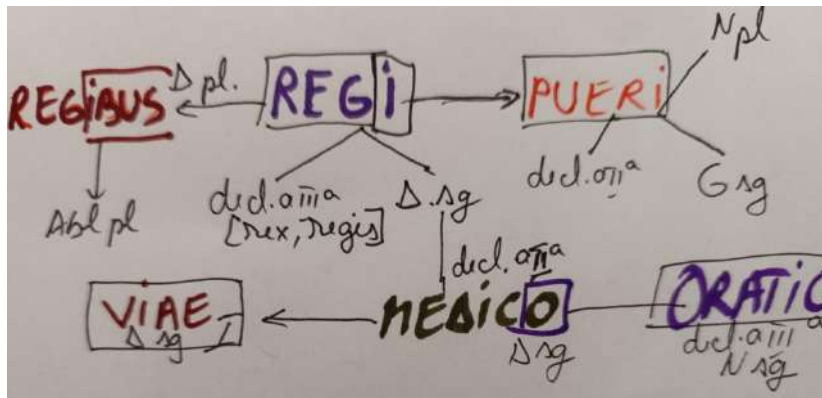 N pl
REGIBUS D pl. REGI PUERI
Abl pl
decl. a III a
[rex, regis]
D. sg
decl. a II a
G sg
decl. a II a
VIAE
D sg I
MEDICO
D sg
ORATIO
decl. a III a
N sg